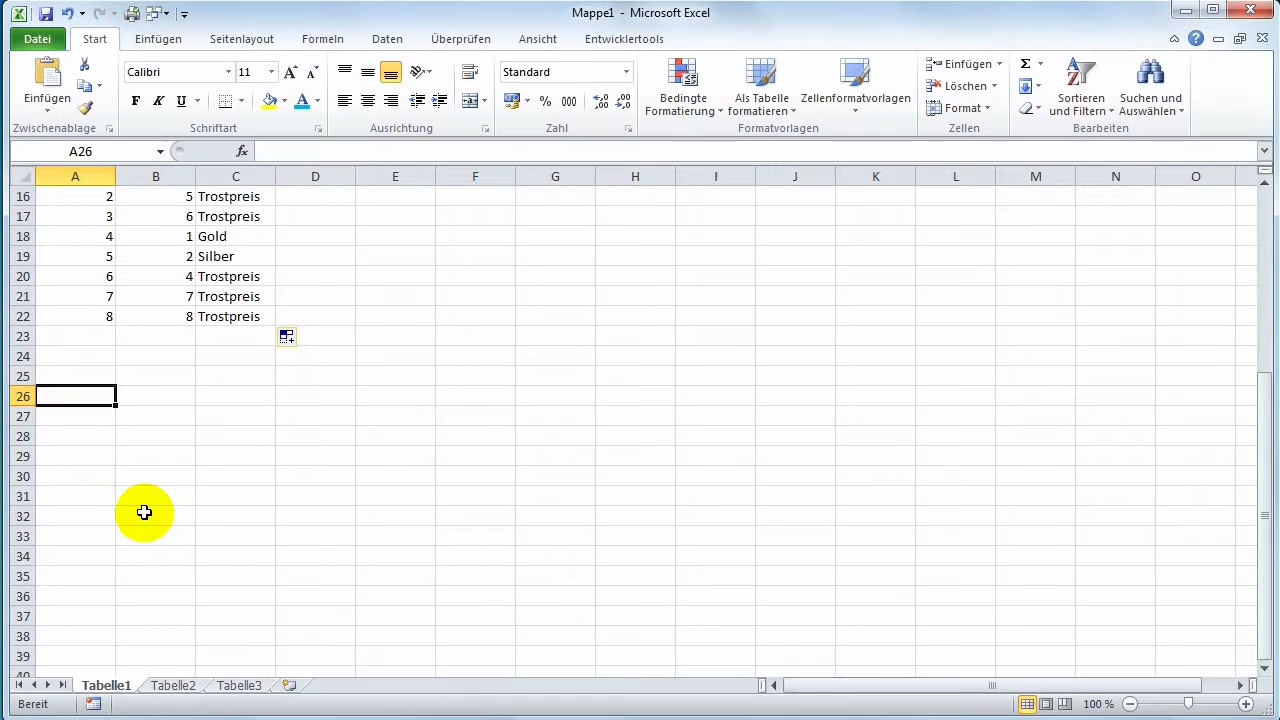 Mappe1 - Microsoft Excel
Datei Start Einfügen Seitenlayout Formeln Daten Überprüfen Ansicht Entwicklertools
Einfügen
Calibri 11
F K U
Standard
% 000
Bedingte Formatierung
Als Tabelle formatieren
Zellenformatvorlagen
Einfügen
Löschen
Format
Sortieren und Filtern
Suchen und Auswählen
Zwischenablage Schriftart Ausrichtung Zahl Formatvorlagen Zellen Bearbeiten
A26 fx
A B C D E F G H I J K L M N O
16 2 5 Trostpreis
17 3 6 Trostpreis
18 4 1 Gold
19 5 2 Silber
20 6 4 Trostpreis
21 7 7 Trostpreis
22 8 8 Trostpreis
23
24
25
26
27
28
29
30
31
32
33
34
35
36
37
38
39
40
Tabelle1 Tabelle2 Tabelle3
Bereit 100 %